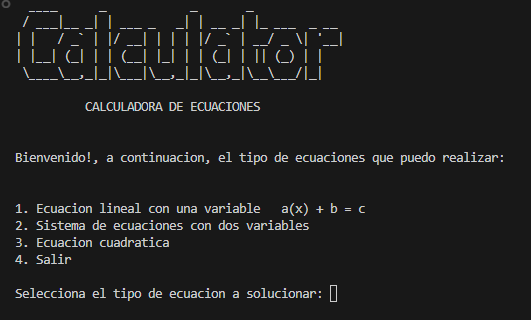 Calculator
CALCULADORA DE ECUACIONES
Bienvenido!, a continuacion, el tipo de ecuaciones que puedo realizar:
1. Ecuacion lineal con una variable   a(x) + b = c
2. Sistema de ecuaciones con dos variables
3. Ecuacion cuadratica
4. Salir
Selecciona el tipo de ecuacion a solucionar: